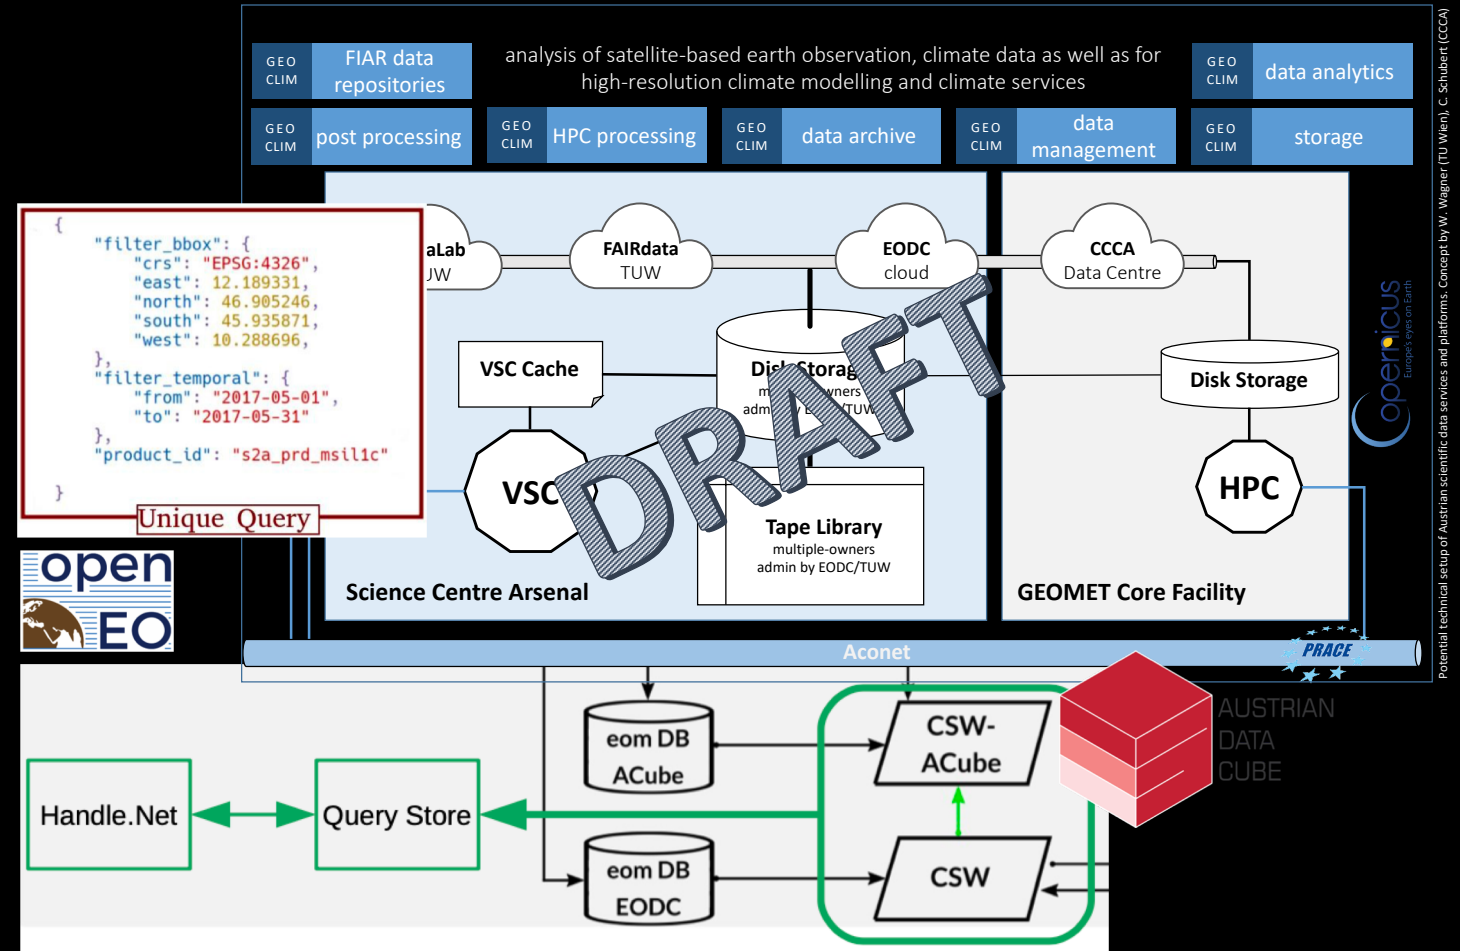 GEO
CLIM
FIAR data
repositories
analysis of satellite-based earth observation, climate data as well as for
high-resolution climate modelling and climate services
GEO
CLIM
data analytics
GEO
CLIM
post processing
GEO
CLIM
HPC processing
GEO
CLIM
data archive
GEO
CLIM
data
management
GEO
CLIM
storage
{
"filter_bbox": {
"crs": "EPSG:4326",
"east": 12.189331,
"north": 46.905246,
"south": 45.935871,
"west": 10.288696,
},
"filter_temporal": {
"from": "2017-05-01",
"to": "2017-05-31"
},
"product_id": "s2a_prd_msil1c"
}
Unique Query
aLab
UW
FAIRdata
TUW
EODC
cloud
CCCA
Data Centre
VSC Cache
Disk Storage
admin by EODC/TUW
Disk Storage
VSC
HPC
DRAFT
Tape Library
multiple-owners
admin by EODC/TUW
Science Centre Arsenal
GEOMET Core Facility
open
EO
Aconet
PRACE
opernicus
Europe's eyes on Earth
Potential technical setup of Austrian scientific data services and platforms. Concept by W. Wagner (TU Wien), C. Schubert (CCCA)
eom DB
ACube
CSW-
ACube
AUSTRIAN
DATA
CUBE
Handle.Net
Query Store
eom DB
EODC
CSW